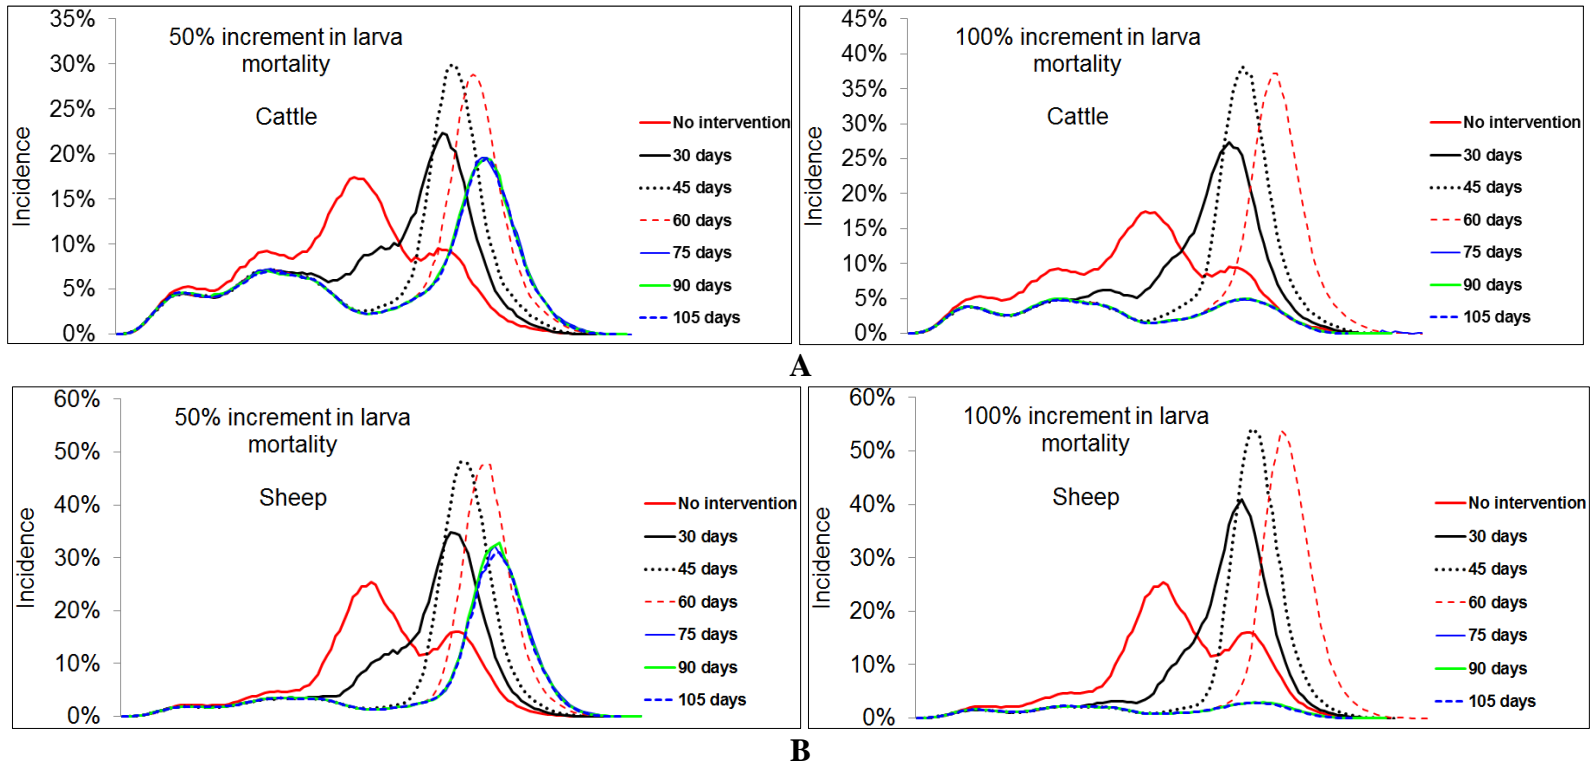 35%
30%
25%
20%
15%
10%
5%
0%
Incidence
50% increment in larva
mortality
Cattle
No intervention
30 days
45 days
60 days
75 days
90 days
105 days
45%
40%
35%
30%
25%
20%
15%
10%
5%
0%
Incidence
100% increment in larva
mortality
Cattle
No intervention
30 days
45 days
60 days
75 days
90 days
105 days
A
60%
50%
40%
30%
20%
10%
0%
Incidence
50% increment in larva
mortality
Sheep
No intervention
30 days
45 days
60 days
75 days
90 days
105 days
60%
50%
40%
30%
20%
10%
0%
Incidence
100% increment in larva
mortality
Sheep
No intervention
30 days
45 days
60 days
75 days
90 days
105 days
B